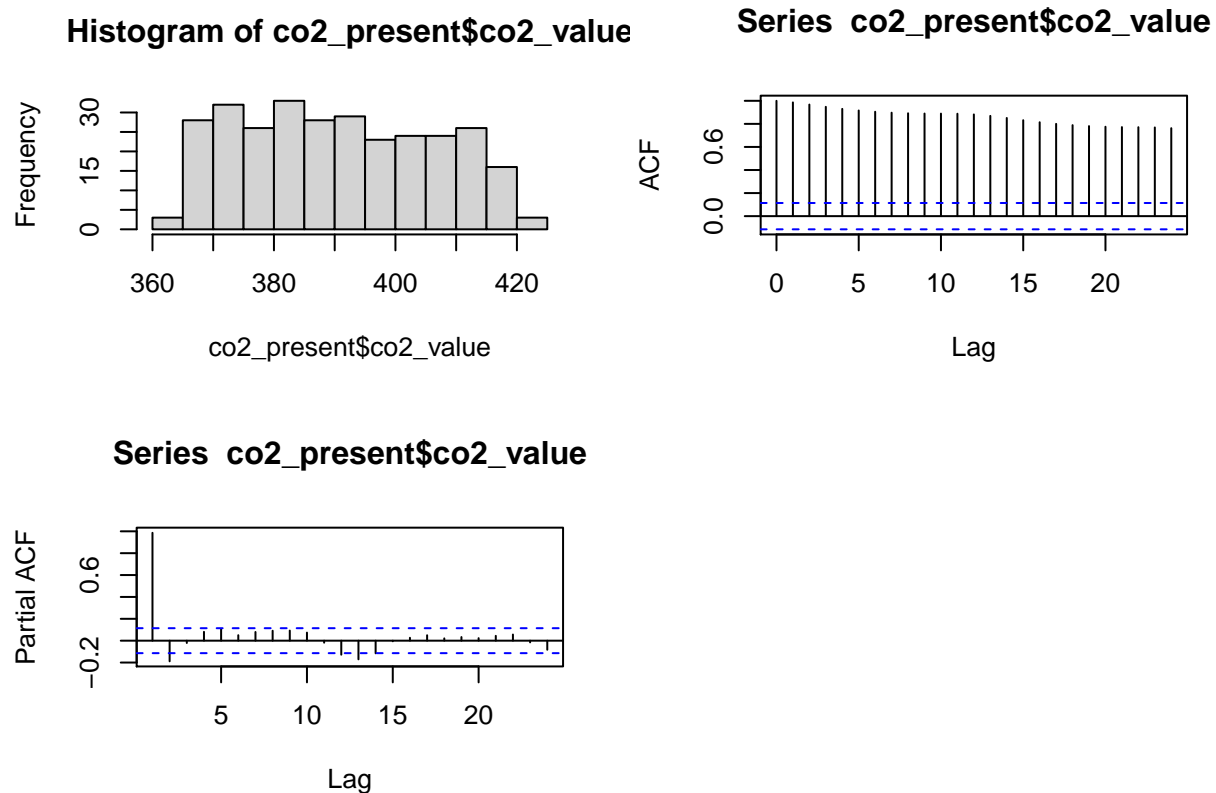 Histogram of co2_present$co2_value
Frequency
0
15
30
360
380
400
420
co2_present$co2_value
Series co2_present$co2_value
ACF
0.0
0.6
0
5
10
15
20
Lag
Series co2_present$co2_value
Partial ACF
−0.2
0.6
5
10
15
20
Lag